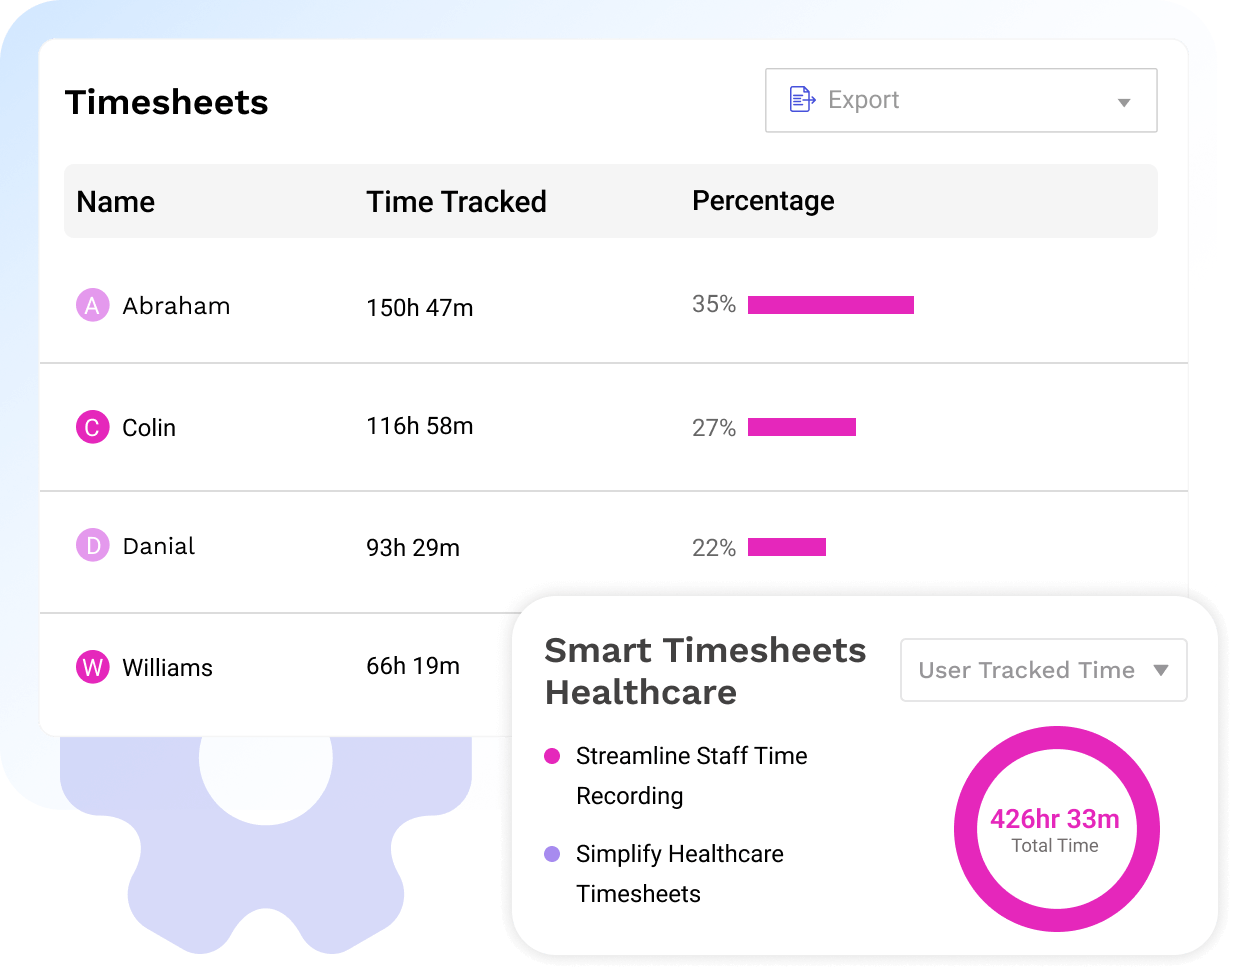 Timesheets
Export
Name Time Tracked Percentage
A Abraham 150h 47m 35%
C Colin 116h 58m 27%
D Danial 93h 29m 22%
W Williams 66h 19m
Smart Timesheets
Healthcare
User Tracked Time
Streamline Staff Time
Recording
Simplify Healthcare
Timesheets
426hr 33m
Total Time